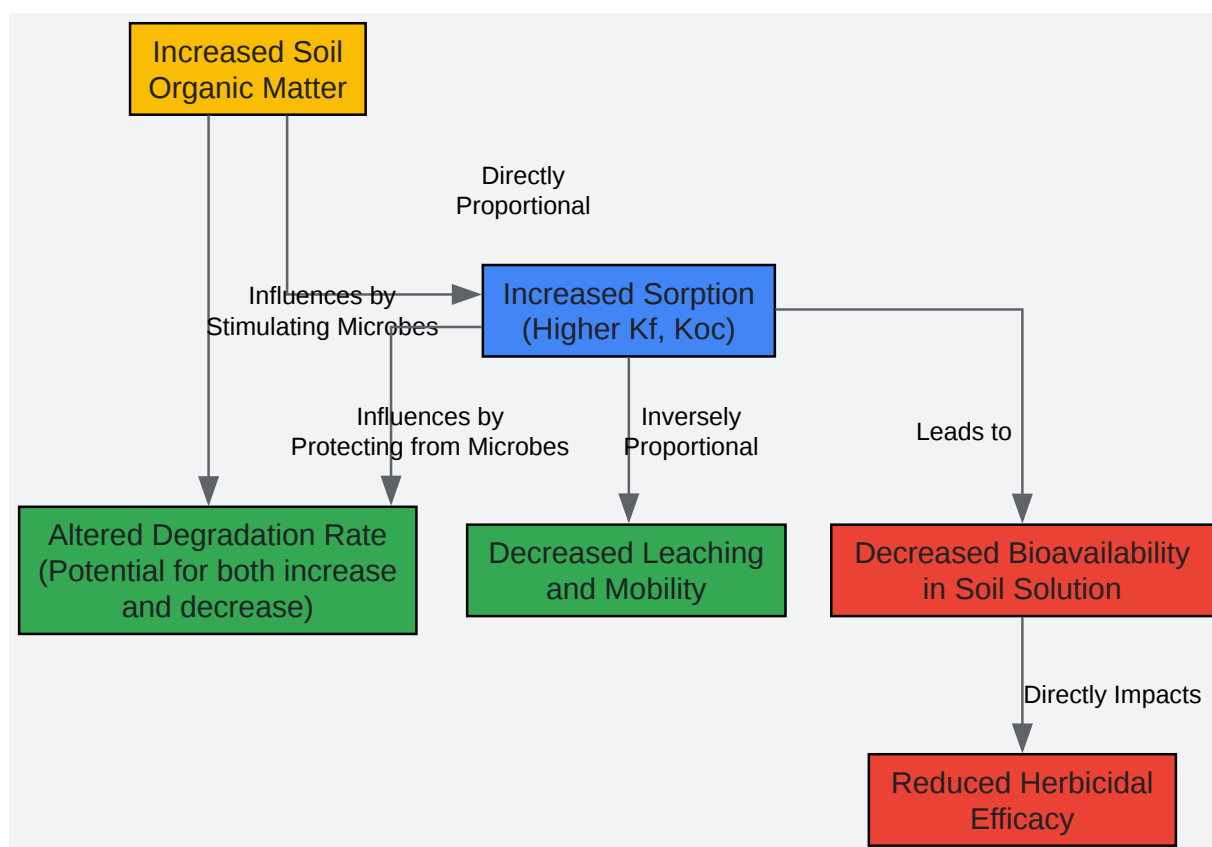 Increased Soil
Organic Matter
Directly
Proportional
Influences by
Stimulating Microbes
Increased Sorption
(Higher Kf, Koc)
Influences by
Protecting from Microbes
Inversely
Proportional
Leads to
Altered Degradation Rate
(Potential for both increase
and decrease)
Decreased Leaching
and Mobility
Decreased Bioavailability
in Soil Solution
Directly Impacts
Reduced Herbicidal
Efficacy